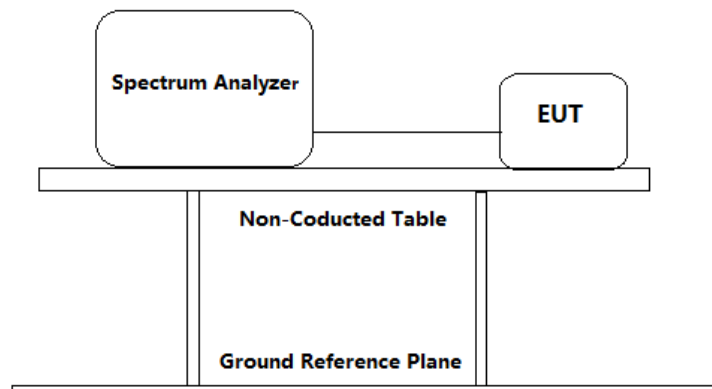 Spectrum Analyzer
EUT
Non-Coducted Table
Ground Reference Plane